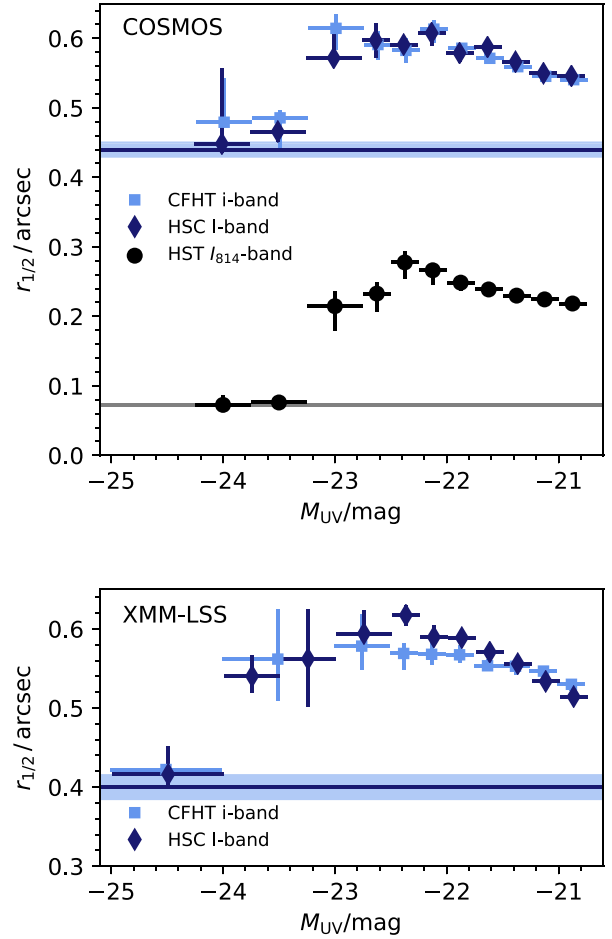 COSMOS
0.6
0.5
0.4
0.3
0.2
0.1
0.0
r1/2 / arcsec
CFHT i-band
HSC I-band
HST I814-band
−25 −24 −23 −22 −21
MUV/mag
XMM-LSS
0.6
0.5
0.4
0.3
r1/2 / arcsec
CFHT i-band
HSC I-band
−25 −24 −23 −22 −21
MUV/mag